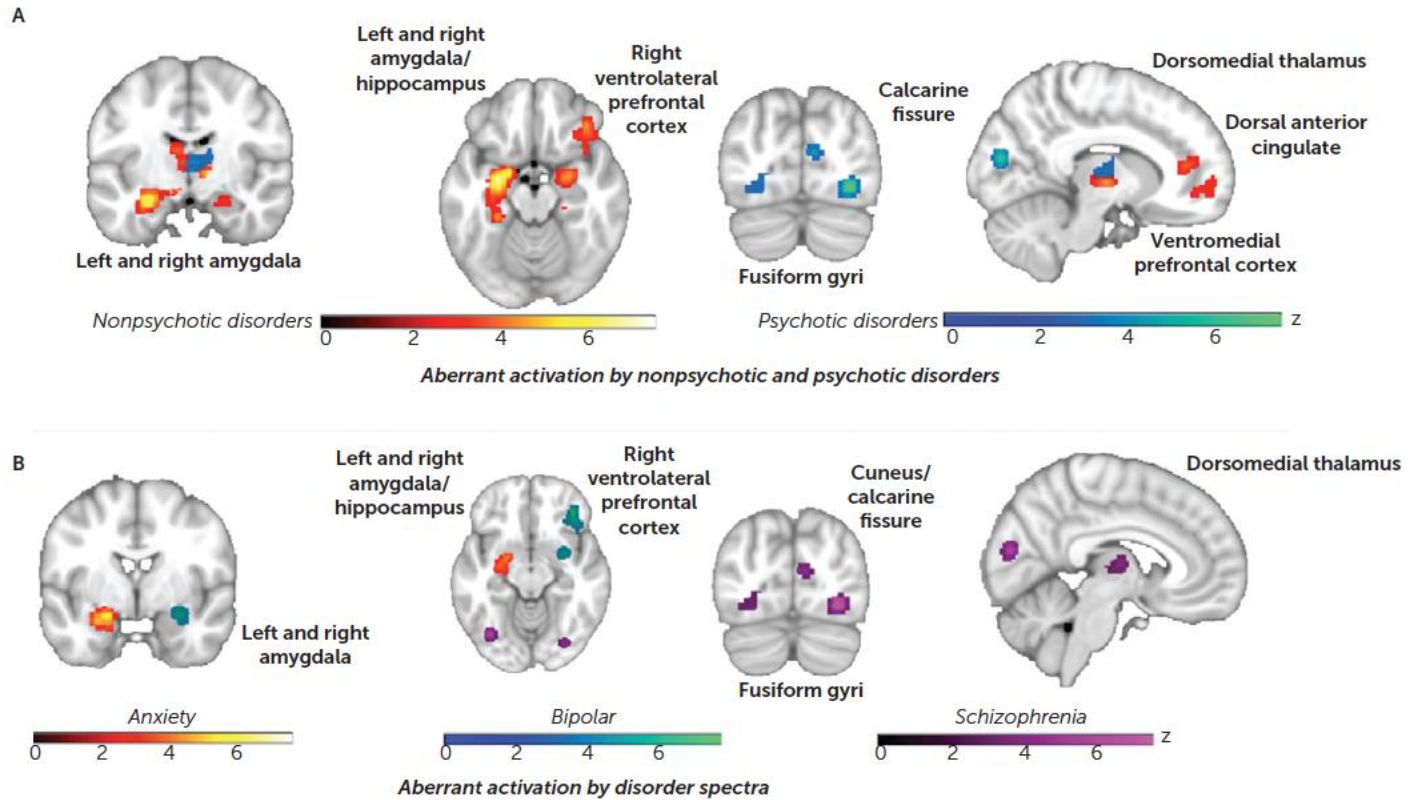 A
Left and right
amygdala/
hippocampus
Right
ventrolateral
prefrontal
cortex
Calcarine
fissure
Dorsomedial thalamus
Dorsal anterior
cingulate
Left and right amygdala
Fusiform gyri
Ventromedial
prefrontal cortex
Nonpsychotic disorders
0 2 4 6
Psychotic disorders
0 2 4 6 z
Aberrant activation by nonpsychotic and psychotic disorders
B
Left and right
amygdala/
hippocampus
Right
ventrolateral
prefrontal
cortex
Cuneus/
calcarine
fissure
Dorsomedial thalamus
Left and right
amygdala
Fusiform gyri
Anxiety
0 2 4 6
Bipolar
0 2 4 6
Schizophrenia
0 2 4 6 z
Aberrant activation by disorder spectra